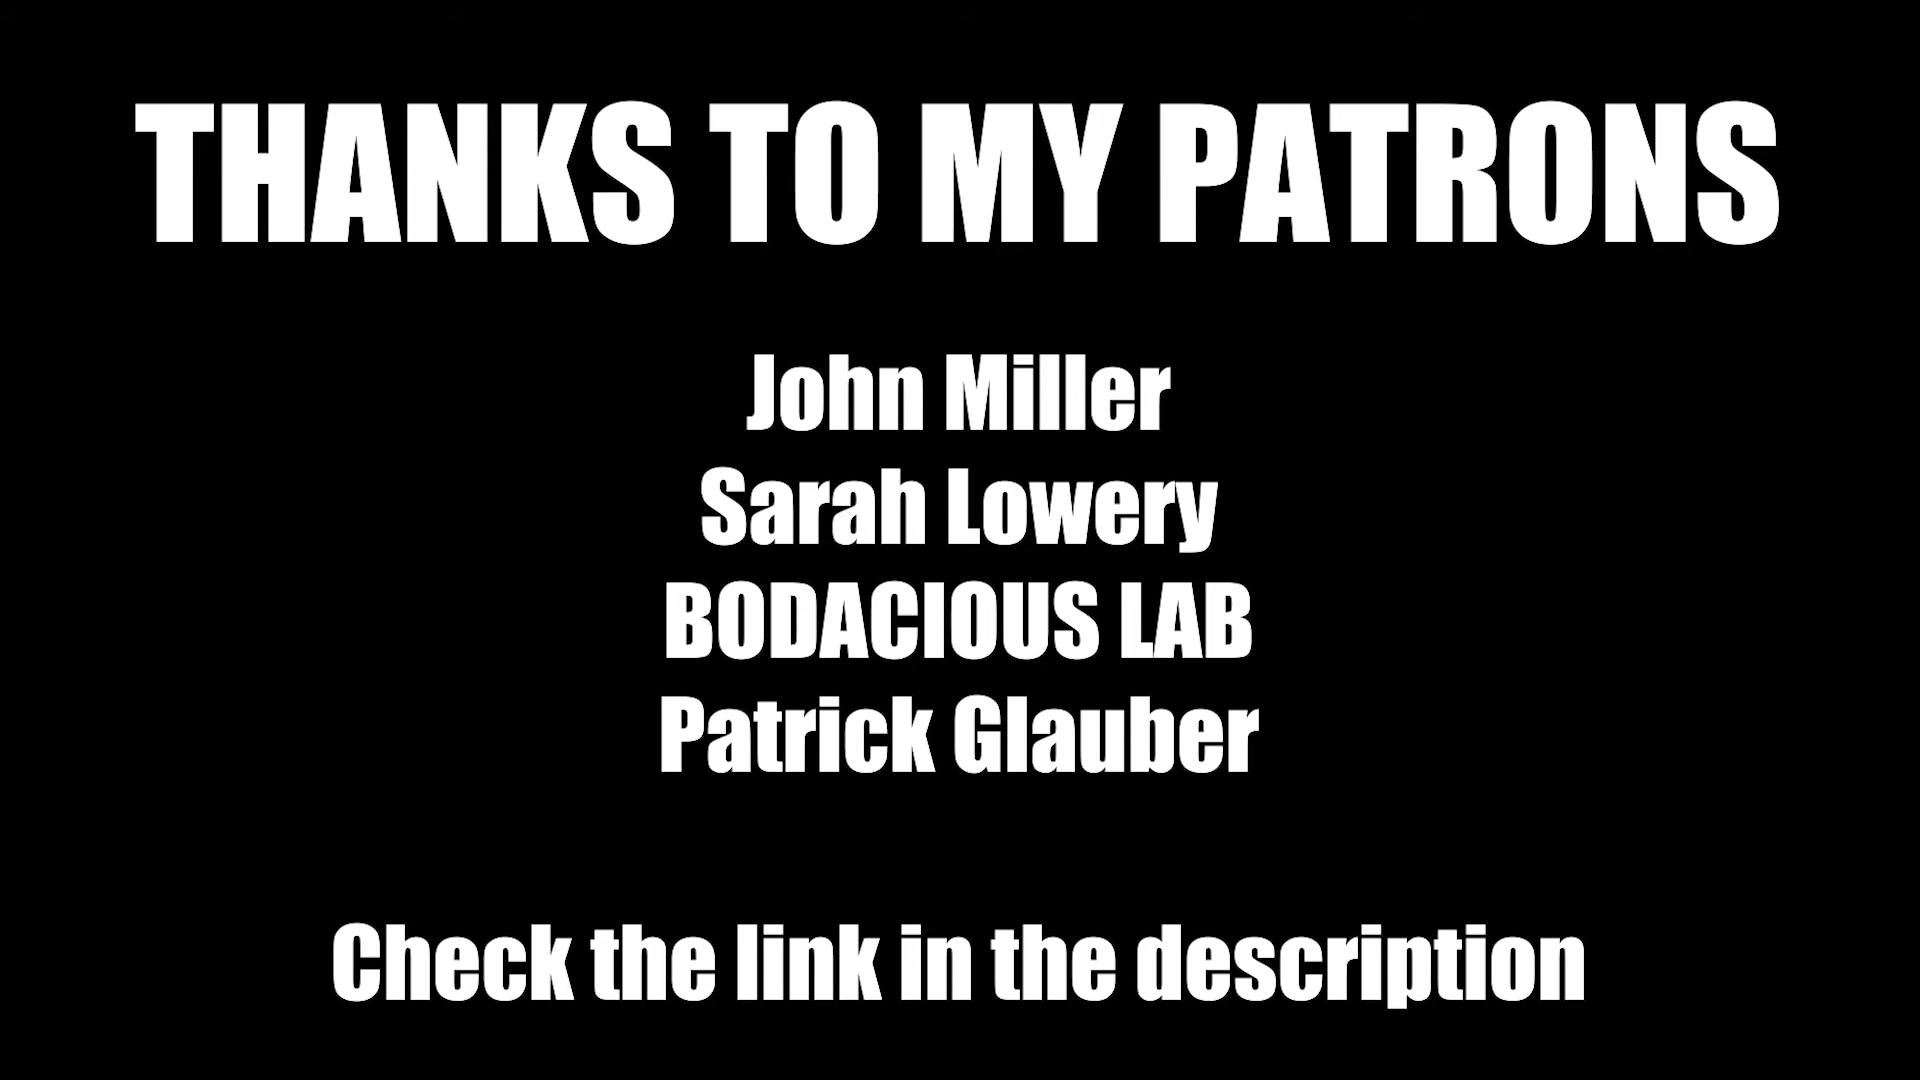 THANKS TO MY PATRONS
John Miller
Sarah Lowery
BODACIOUS LAB
Patrick Glauber
Check the link in the description